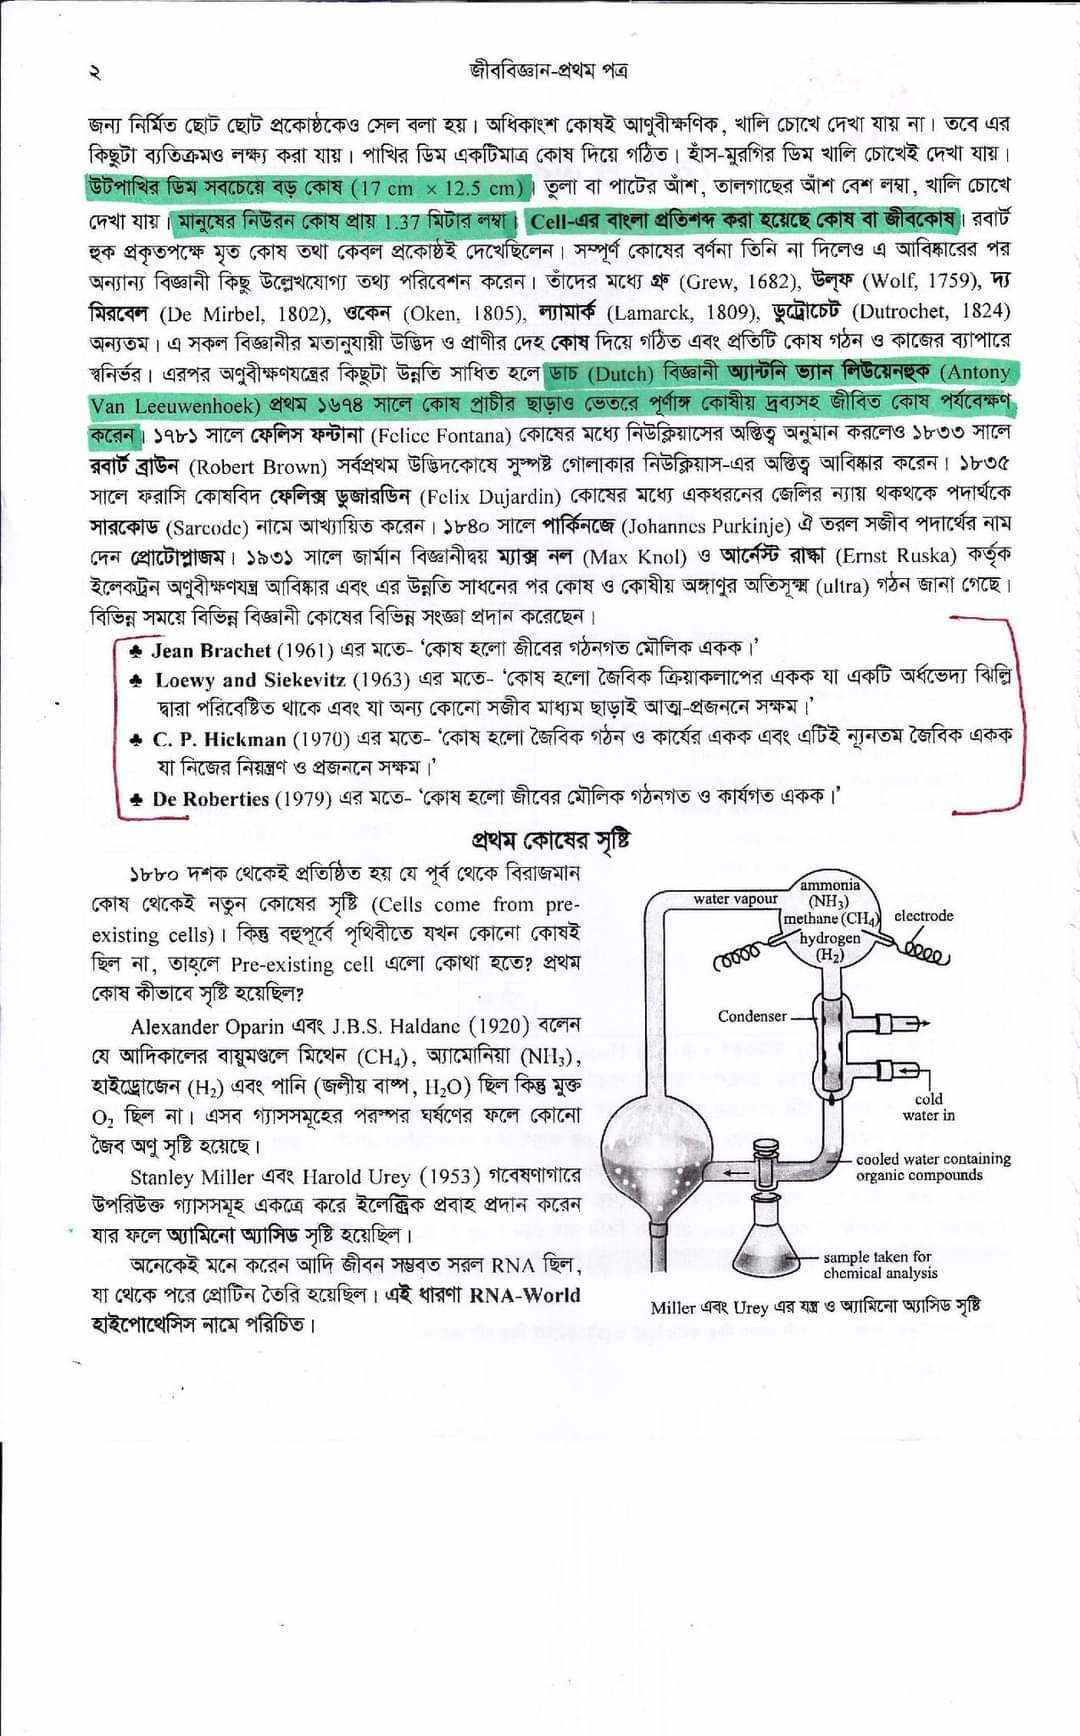 ২
জীববিজ্ঞান-প্রথম পত্র
জন্য নির্মিত ছোট ছোট প্রকোষ্ঠকেও সেল বলা হয়। অধিকাংশ কোষই আণুবীক্ষণিক, খালি চোখে দেখা যায় না। তবে এর
কিছুটা ব্যতিক্রমও লক্ষ্য করা যায়। পাখির ডিম একটিমাত্র কোষ দিয়ে গঠিত। হাঁস-মুরগির ডিম খালি চোখেই দেখা যায়।
উটপাখির ডিম সবচেয়ে বড় কোষ (17 cm × 12.5 cm)। তুলা বা পাটের আঁশ, তালগাছের আঁশ বেশ লম্বা, খালি চোখে
দেখা যায়। মানুষের নিউরন কোষ প্রায় 1.37 মিটার লম্বা। Cell-এর বাংলা প্রতিশব্দ করা হয়েছে কোষ বা জীবকোষ। রবার্ট
হুক প্রকৃতপক্ষে মৃত কোষ তথা কেবল প্রকোষ্ঠই দেখেছিলেন। সম্পূর্ণ কোষের বর্ণনা তিনি না দিলেও এ আবিষ্কারের পর
অন্যান্য বিজ্ঞানী কিছু উল্লেখযোগ্য তথ্য পরিবেশন করেন। তাঁদের মধ্যে গ্রু (Grew, 1682), উল্‌ফ (Wolf, 1759), দ্য
মিরবেল (De Mirbel, 1802), ওকেন (Oken, 1805), ল্যামার্ক (Lamarck, 1809), ডুট্রোচেট (Dutrochet, 1824)
অন্যতম। এ সকল বিজ্ঞানীর মতানুযায়ী উদ্ভিদ ও প্রাণীর দেহ কোষ দিয়ে গঠিত এবং প্রতিটি কোষ গঠন ও কাজের ব্যাপারে
স্বনির্ভর। এরপর অণুবীক্ষণযন্ত্রের কিছুটা উন্নতি সাধিত হলে ডাচ (Dutch) বিজ্ঞানী অ্যান্টনি ভ্যান লিউয়েনহুক (Antony
Van Leeuwenhoek) প্রথম ১৬৭৪ সালে কোষ প্রাচীর ছাড়াও ভেতরে পূর্ণাঙ্গ কোষীয় দ্রব্যসহ জীবিত কোষ পর্যবেক্ষণ
করেন। ১৭৮১ সালে ফেলিস ফন্টানা (Felice Fontana) কোষের মধ্যে নিউক্লিয়াসের অস্তিত্ব অনুমান করলেও ১৮৩৩ সালে
রবার্ট ব্রাউন (Robert Brown) সর্বপ্রথম উদ্ভিদকোষে সুস্পষ্ট গোলাকার নিউক্লিয়াস-এর অস্তিত্ব আবিষ্কার করেন। ১৮৩৫
সালে ফরাসি কোষবিদ ফেলিক্স ডুজারডিন (Felix Dujardin) কোষের মধ্যে একধরনের জেলির ন্যায় থকথকে পদার্থকে
সারকোড (Sarcode) নামে আখ্যায়িত করেন। ১৮৪০ সালে পার্কিনজে (Johannes Purkinje) ঐ তরল সজীব পদার্থের নাম
দেন প্রোটোপ্লাজম। ১৯৩১ সালে জার্মান বিজ্ঞানীদ্বয় ম্যাক্স নল (Max Knol) ও আর্নেস্ট রাস্কা (Ernst Ruska) কর্তৃক
ইলেকট্রন অণুবীক্ষণযন্ত্র আবিষ্কার এবং এর উন্নতি সাধনের পর কোষ ও কোষীয় অঙ্গাণুর অতিসূক্ষ্ম (ultra) গঠন জানা গেছে।
বিভিন্ন সময়ে বিভিন্ন বিজ্ঞানী কোষের বিভিন্ন সংজ্ঞা প্রদান করেছেন।
♣ Jean Brachet (1961) এর মতে- ‘কোষ হলো জীবের গঠনগত মৌলিক একক।’
♣ Loewy and Siekevitz (1963) এর মতে- ‘কোষ হলো জৈবিক ক্রিয়াকলাপের একক যা একটি অর্ধভেদ্য ঝিল্লি
দ্বারা পরিবেষ্টিত থাকে এবং যা অন্য কোনো সজীব মাধ্যম ছাড়াই আত্ম-প্রজননে সক্ষম।’
♣ C. P. Hickman (1970) এর মতে- ‘কোষ হলো জৈবিক গঠন ও কার্যের একক এবং এটিই ন্যূনতম জৈবিক একক
যা নিজের নিয়ন্ত্রণ ও প্রজননে সক্ষম।’
♣ De Roberties (1979) এর মতে- ‘কোষ হলো জীবের মৌলিক গঠনগত ও কার্যগত একক।’
প্রথম কোষের সৃষ্টি
১৮৮০ দশক থেকেই প্রতিষ্ঠিত হয় যে পূর্ব থেকে বিরাজমান
কোষ থেকেই নতুন কোষের সৃষ্টি (Cells come from pre-
existing cells)। কিন্তু বহুপূর্বে পৃথিবীতে যখন কোনো কোষই
ছিল না, তাহলে Pre-existing cell এলো কোথা হতে? প্রথম
কোষ কীভাবে সৃষ্টি হয়েছিল?
Alexander Oparin এবং J.B.S. Haldane (1920) বলেন
যে আদিকালের বায়ুমণ্ডলে মিথেন (CH₄), অ্যামোনিয়া (NH₃),
হাইড্রোজেন (H₂) এবং পানি (জলীয় বাষ্প, H₂O) ছিল কিন্তু মুক্ত
O₂ ছিল না। এসব গ্যাসসমূহের পরস্পর ঘর্ষণের ফলে কোনো
জৈব অণু সৃষ্টি হয়েছে।
Stanley Miller এবং Harold Urey (1953) গবেষণাগারে
উপরিউক্ত গ্যাসসমূহ একত্রে করে ইলেক্ট্রিক প্রবাহ প্রদান করেন
যার ফলে অ্যামিনো অ্যাসিড সৃষ্টি হয়েছিল।
অনেকেই মনে করেন আদি জীবন সম্ভবত সরল RNA ছিল,
যা থেকে পরে প্রোটিন তৈরি হয়েছিল। এই ধারণা RNA-World
হাইপোথেসিস নামে পরিচিত।
water vapour
ammonia
(NH₃)
methane (CH₄)
hydrogen
(H₂)
electrode
Condenser
cold
water in
cooled water containing
organic compounds
sample taken for
chemical analysis
Miller এবং Urey এর যন্ত্র ও অ্যামিনো অ্যাসিড সৃষ্টি